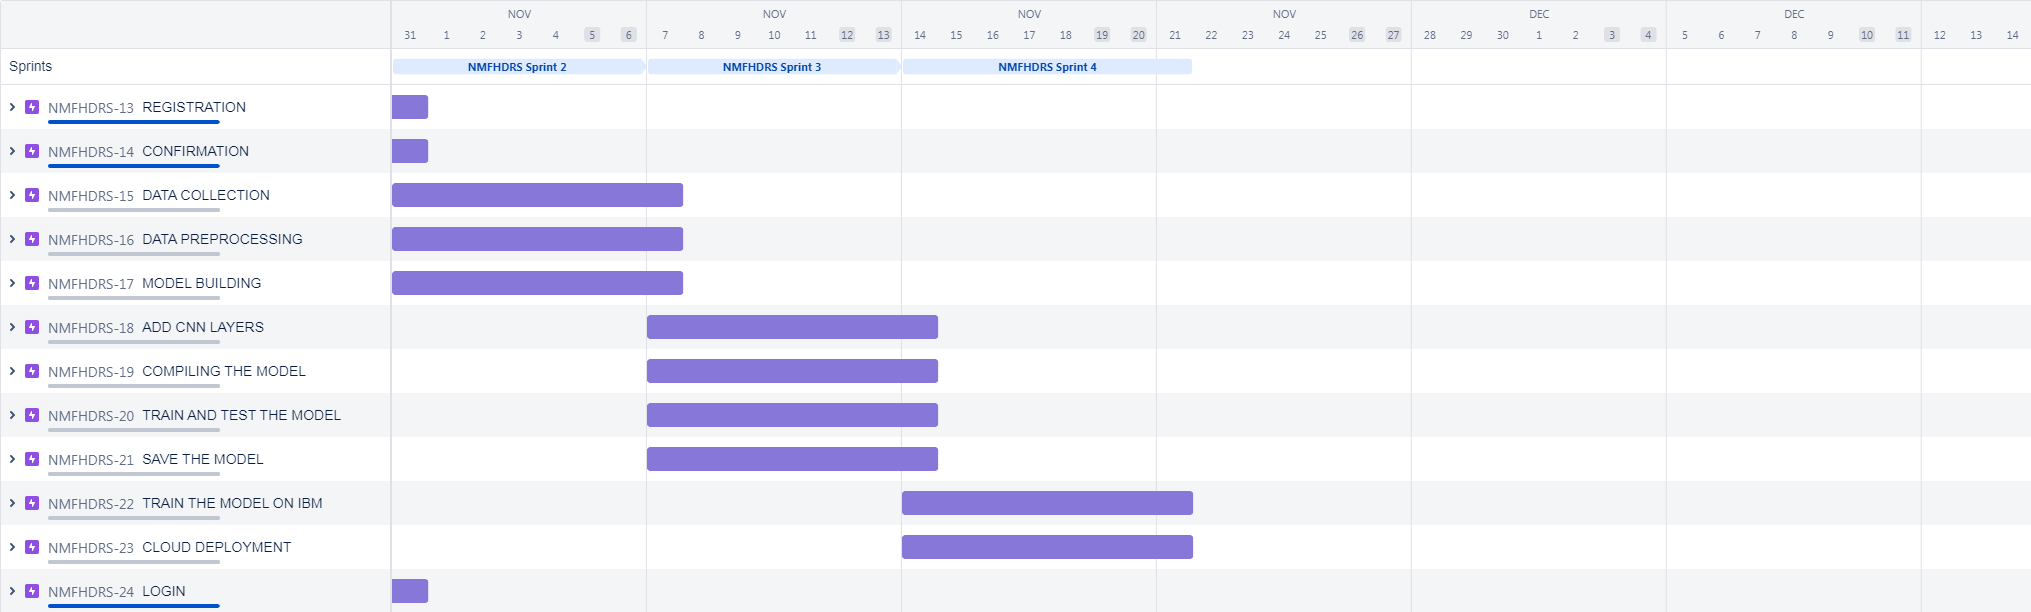 NOV NOV NOV NOV DEC DEC
31 1 2 3 4 5 6 7 8 9 10 11 12 13 14 15 16 17 18 19 20 21 22 23 24 25 26 27 28 29 30 1 2 3 4 5 6 7 8 9 10 11 12 13 14
Sprints NMFHDRS Sprint 2 NMFHDRS Sprint 3 NMFHDRS Sprint 4
NMFHDRS-13 REGISTRATION
NMFHDRS-14 CONFIRMATION
NMFHDRS-15 DATA COLLECTION
NMFHDRS-16 DATA PREPROCESSING
NMFHDRS-17 MODEL BUILDING
NMFHDRS-18 ADD CNN LAYERS
NMFHDRS-19 COMPILING THE MODEL
NMFHDRS-20 TRAIN AND TEST THE MODEL
NMFHDRS-21 SAVE THE MODEL
NMFHDRS-22 TRAIN THE MODEL ON IBM
NMFHDRS-23 CLOUD DEPLOYMENT
NMFHDRS-24 LOGIN